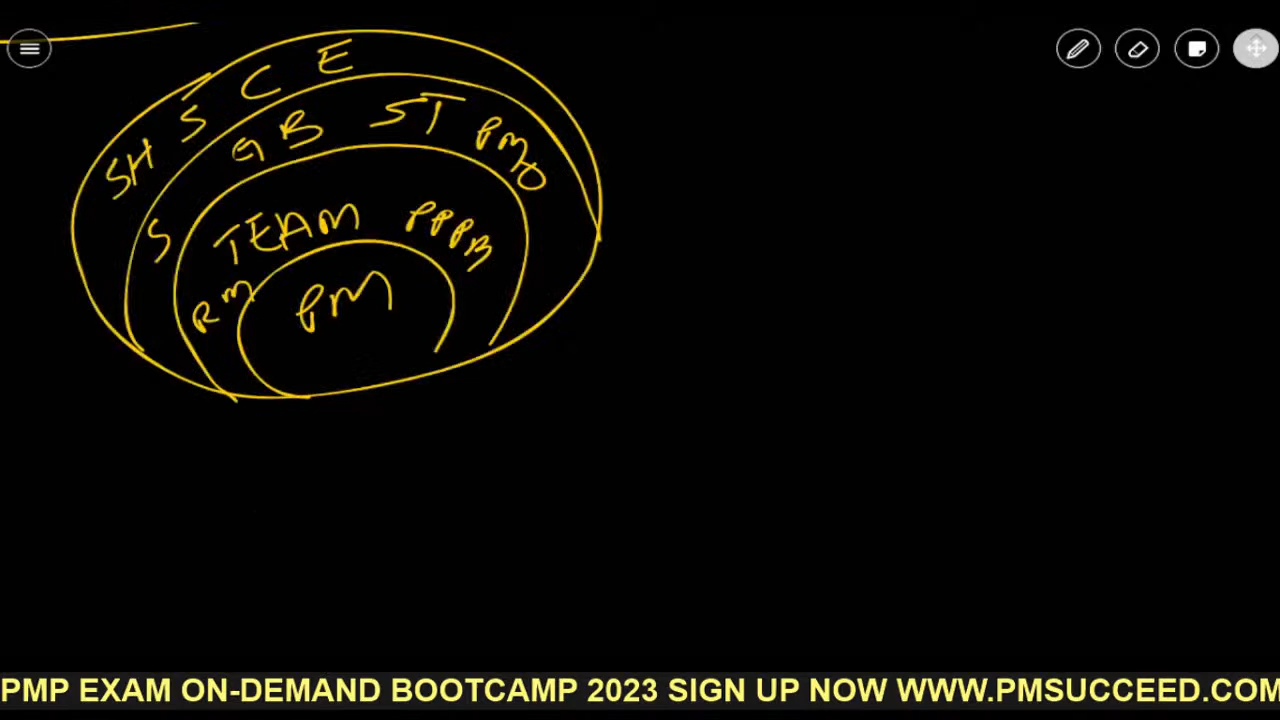 SH S C E
S GB ST PMO
RM TEAM PPPM
PM
PMP EXAM ON-DEMAND BOOTCAMP 2023 SIGN UP NOW WWW.PMSUCCEED.COM